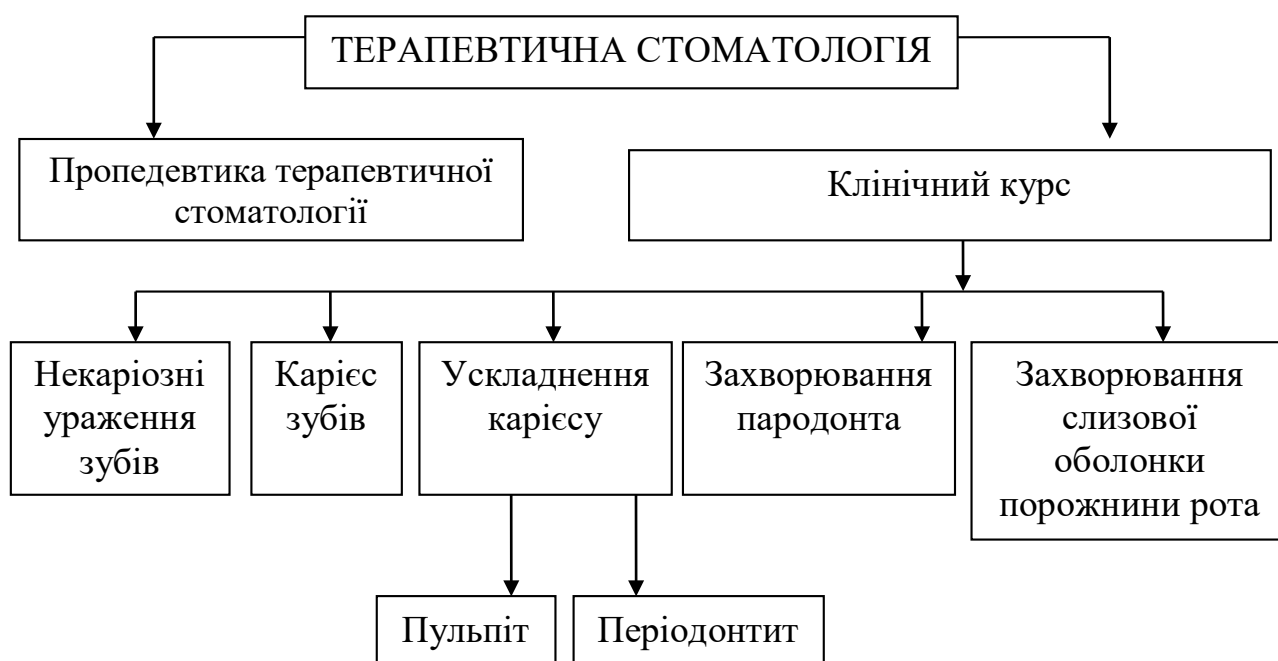 ТЕРАПЕВТИЧНА СТОМАТОЛОГІЯ
Пропедевтика терапевтичної
стоматології
Клінічний курс
Некаріозні
ураження
зубів
Карієс
зубів
Ускладнення
карієсу
Захворювання
пародонта
Захворювання
слизової
оболонки
порожнини рота
Пульпіт
Періодонтит